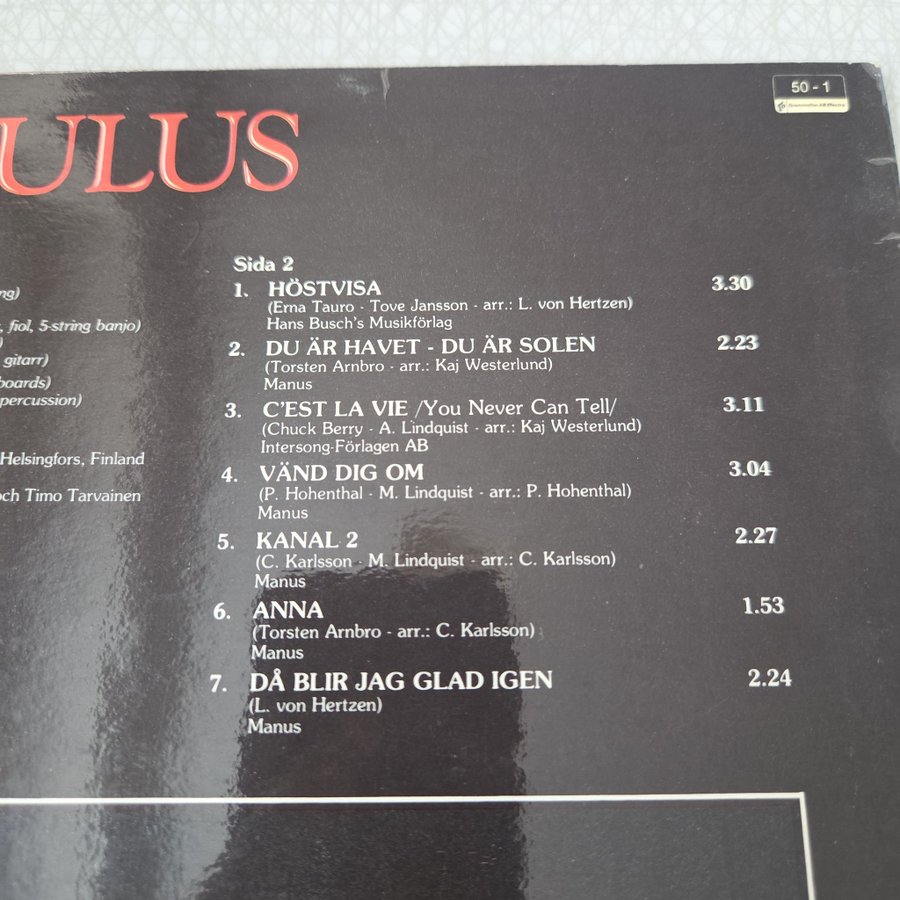 50 - 1
Grammofon AB Electra
ULUS
ng)
, fiol, 5-string banjo)
)
gitarr)
boards)
percussion)
Helsingfors, Finland
och Timo Tarvainen
Sida 2
1. HÖSTVISA 3.30
(Erna Tauro - Tove Jansson - arr.: L. von Hertzen)
Hans Busch's Musikförlag
2. DU ÄR HAVET - DU ÄR SOLEN 2.23
(Torsten Arnbro - arr.: Kaj Westerlund)
Manus
3. C'EST LA VIE /You Never Can Tell/ 3.11
(Chuck Berry - A. Lindquist - arr.: Kaj Westerlund)
Intersong-Förlagen AB
4. VÄND DIG OM 3.04
(P. Hohenthal - M. Lindquist - arr.: P. Hohenthal)
Manus
5. KANAL 2 2.27
(C. Karlsson - M. Lindquist - arr.: C. Karlsson)
Manus
6. ANNA 1.53
(Torsten Arnbro - arr.: C. Karlsson)
Manus
7. DÅ BLIR JAG GLAD IGEN 2.24
(L. von Hertzen)
Manus